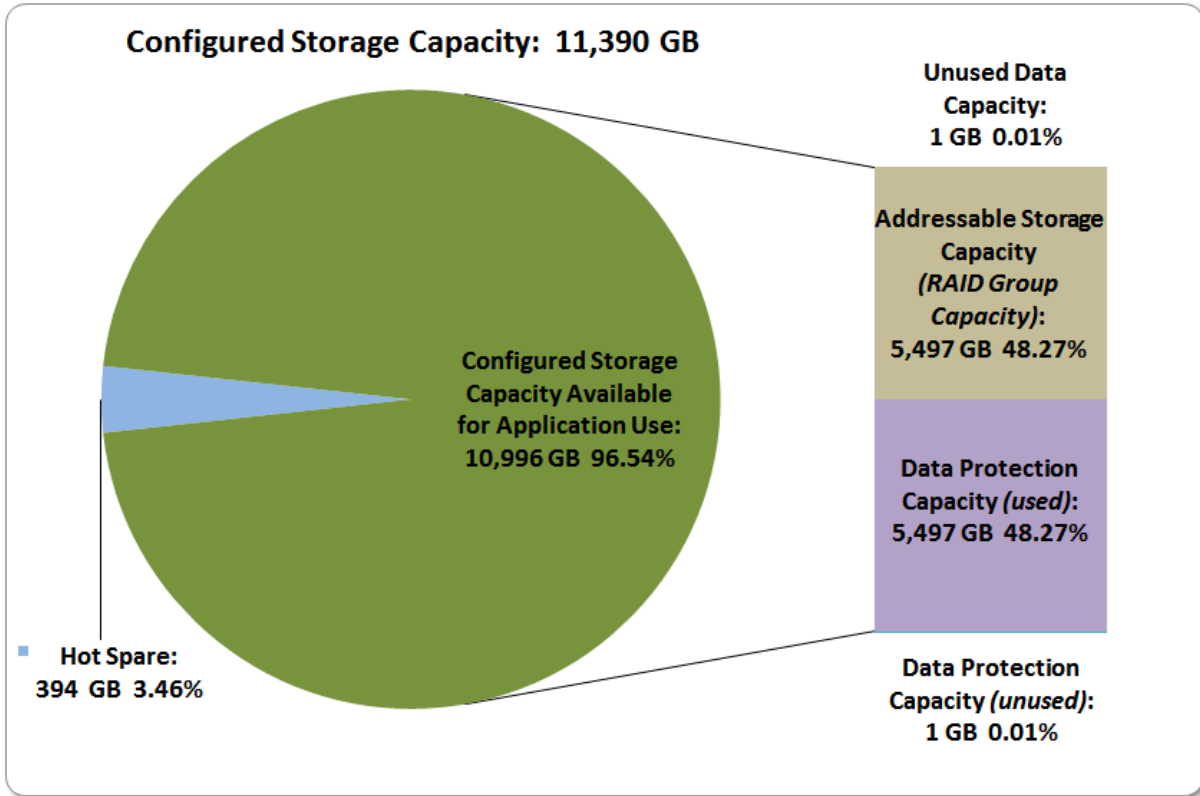 Configured Storage Capacity: 11,390 GB
Unused Data
Capacity:
1 GB 0.01%
Addressable Storage
Capacity
(RAID Group
Capacity):
5,497 GB 48.27%
Configured Storage
Capacity Available
for Application Use:
10,996 GB 96.54%
Data Protection
Capacity (used):
5,497 GB 48.27%
Hot Spare:
394 GB 3.46%
Data Protection
Capacity (unused):
1 GB 0.01%